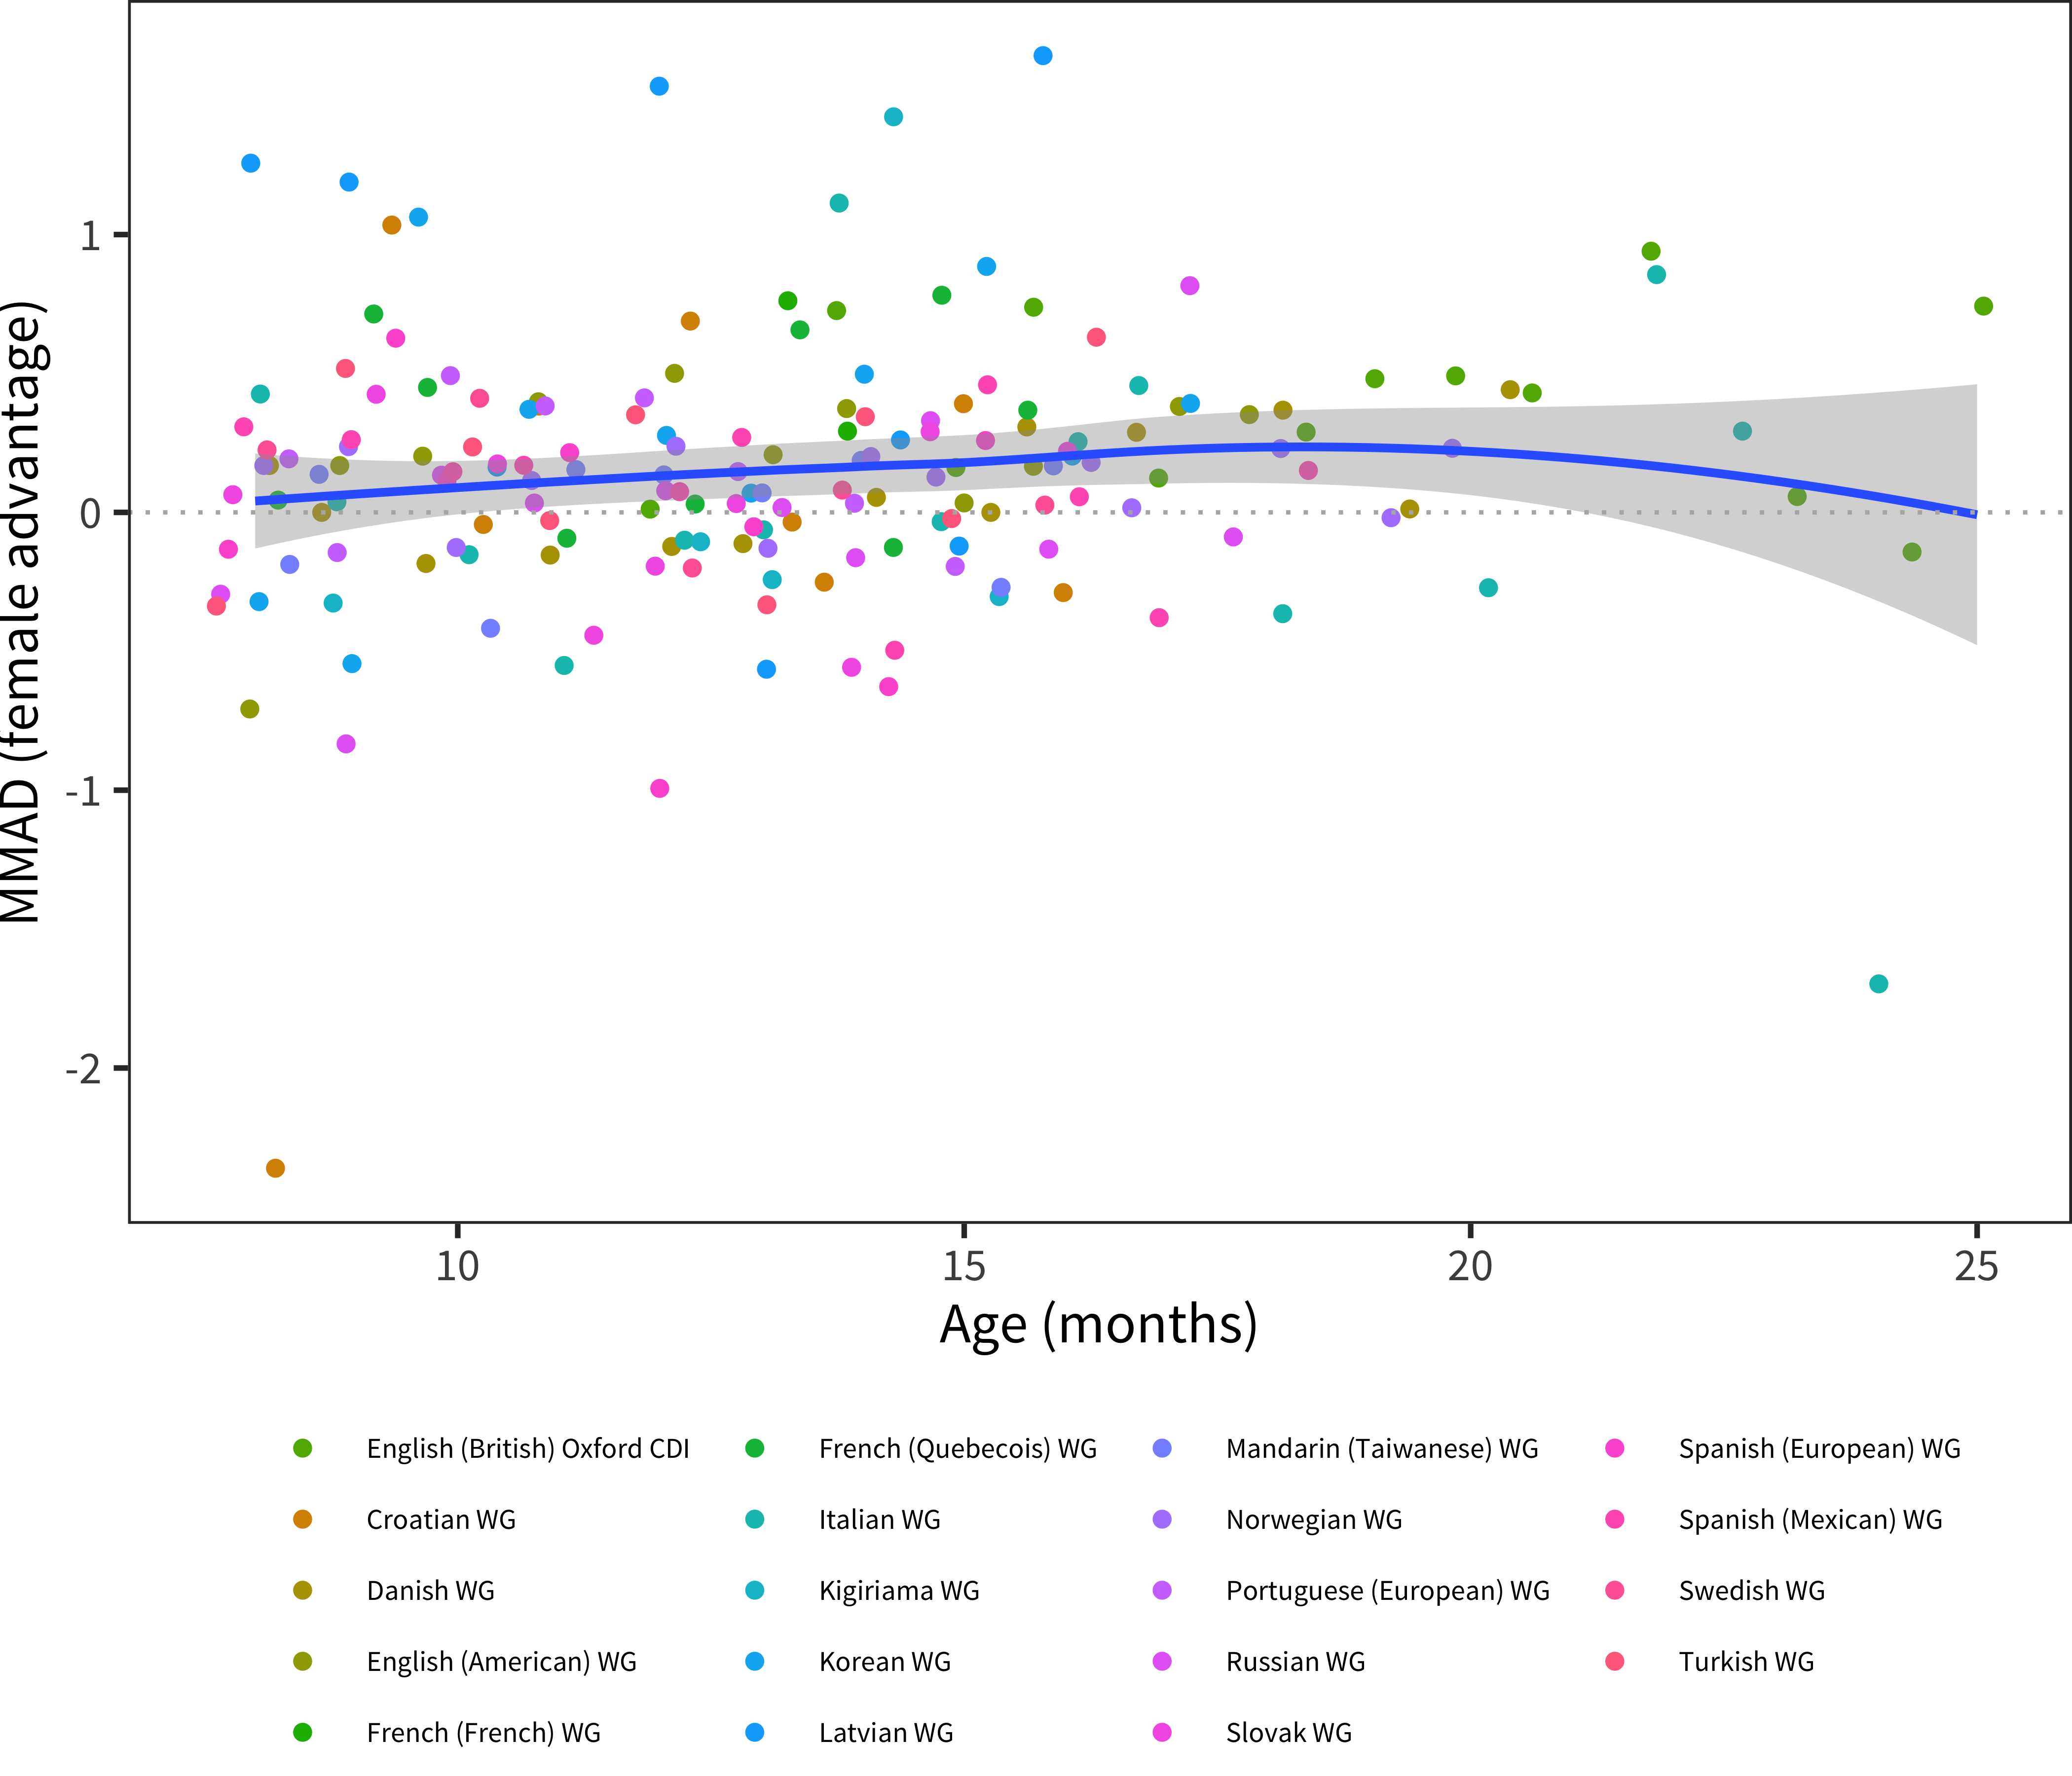 MMAD (female advantage)
1
0
-1
-2
10
15
20
25
Age (months)
English (British) Oxford CDI
Croatian WG
Danish WG
English (American) WG
French (French) WG
French (Quebecois) WG
Italian WG
Kigiriama WG
Korean WG
Latvian WG
Mandarin (Taiwanese) WG
Norwegian WG
Portuguese (European) WG
Russian WG
Slovak WG
Spanish (European) WG
Spanish (Mexican) WG
Swedish WG
Turkish WG